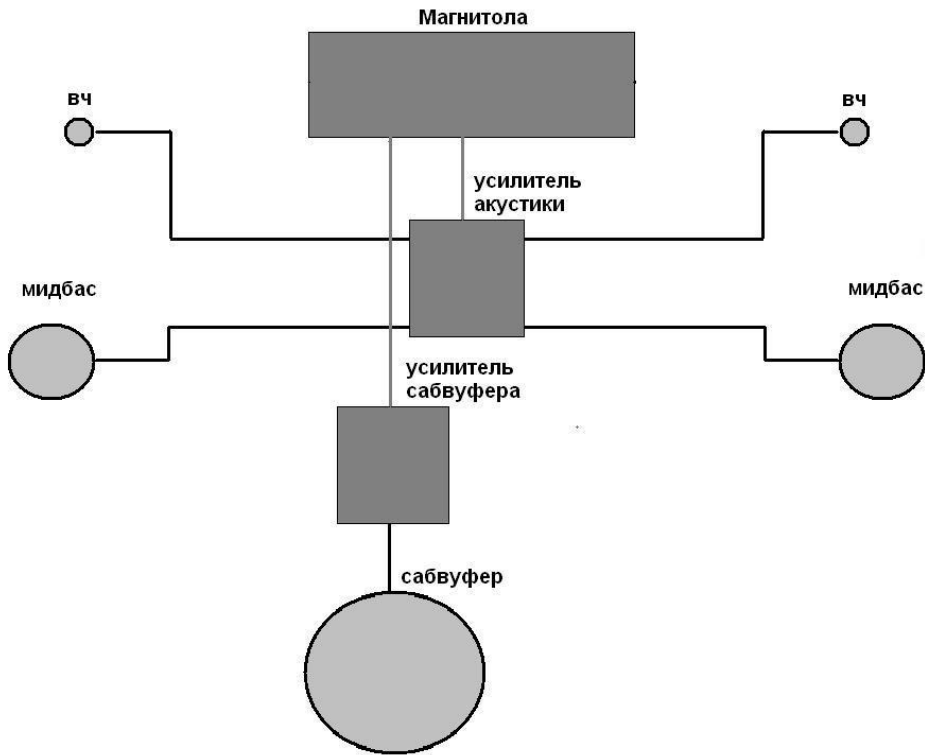 Магнитола
вч
вч
усилитель
акустики
мидбас
мидбас
усилитель
сабвуфера
сабвуфер